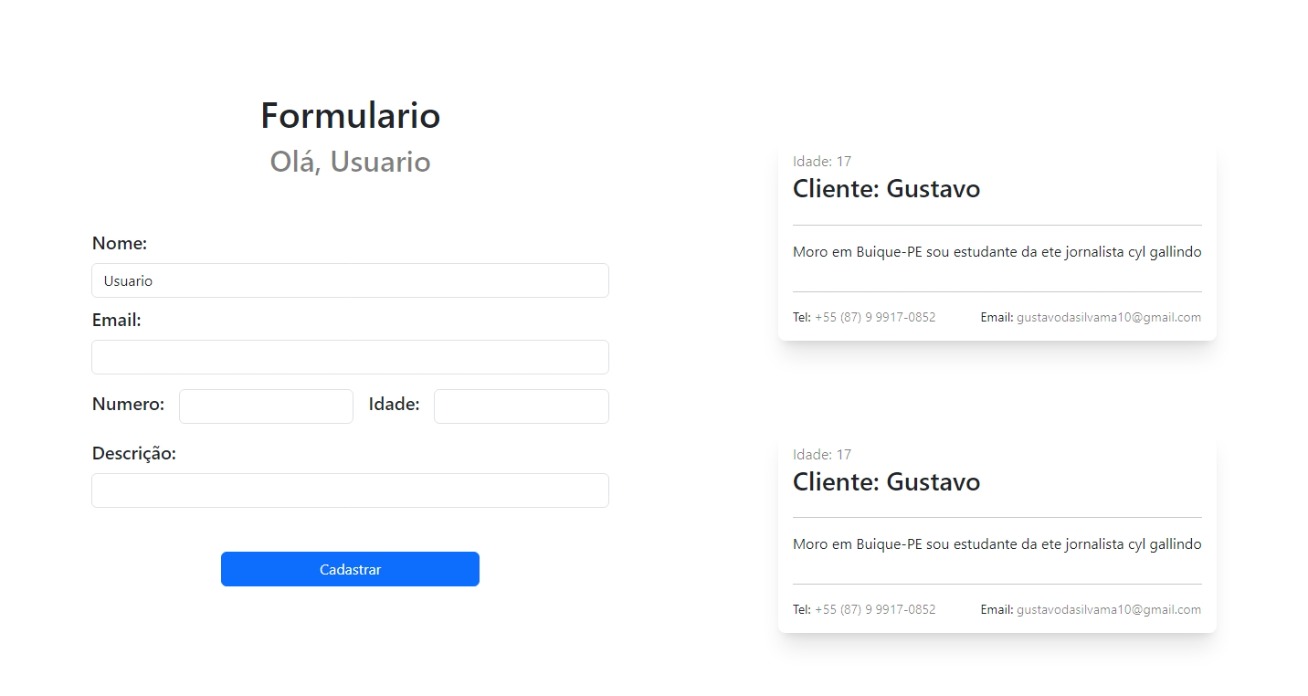 Formulario
Olá, Usuario
Nome:
Usuario
Email:
Numero: Idade:
Descrição:
Cadastrar
Idade: 17
Cliente: Gustavo
Moro em Buique-PE sou estudante da ete jornalista cyl gallindo
Tel: +55 (87) 9 9917-0852 Email: gustavodasilvama10@gmail.com
Idade: 17
Cliente: Gustavo
Moro em Buique-PE sou estudante da ete jornalista cyl gallindo
Tel: +55 (87) 9 9917-0852 Email: gustavodasilvama10@gmail.com